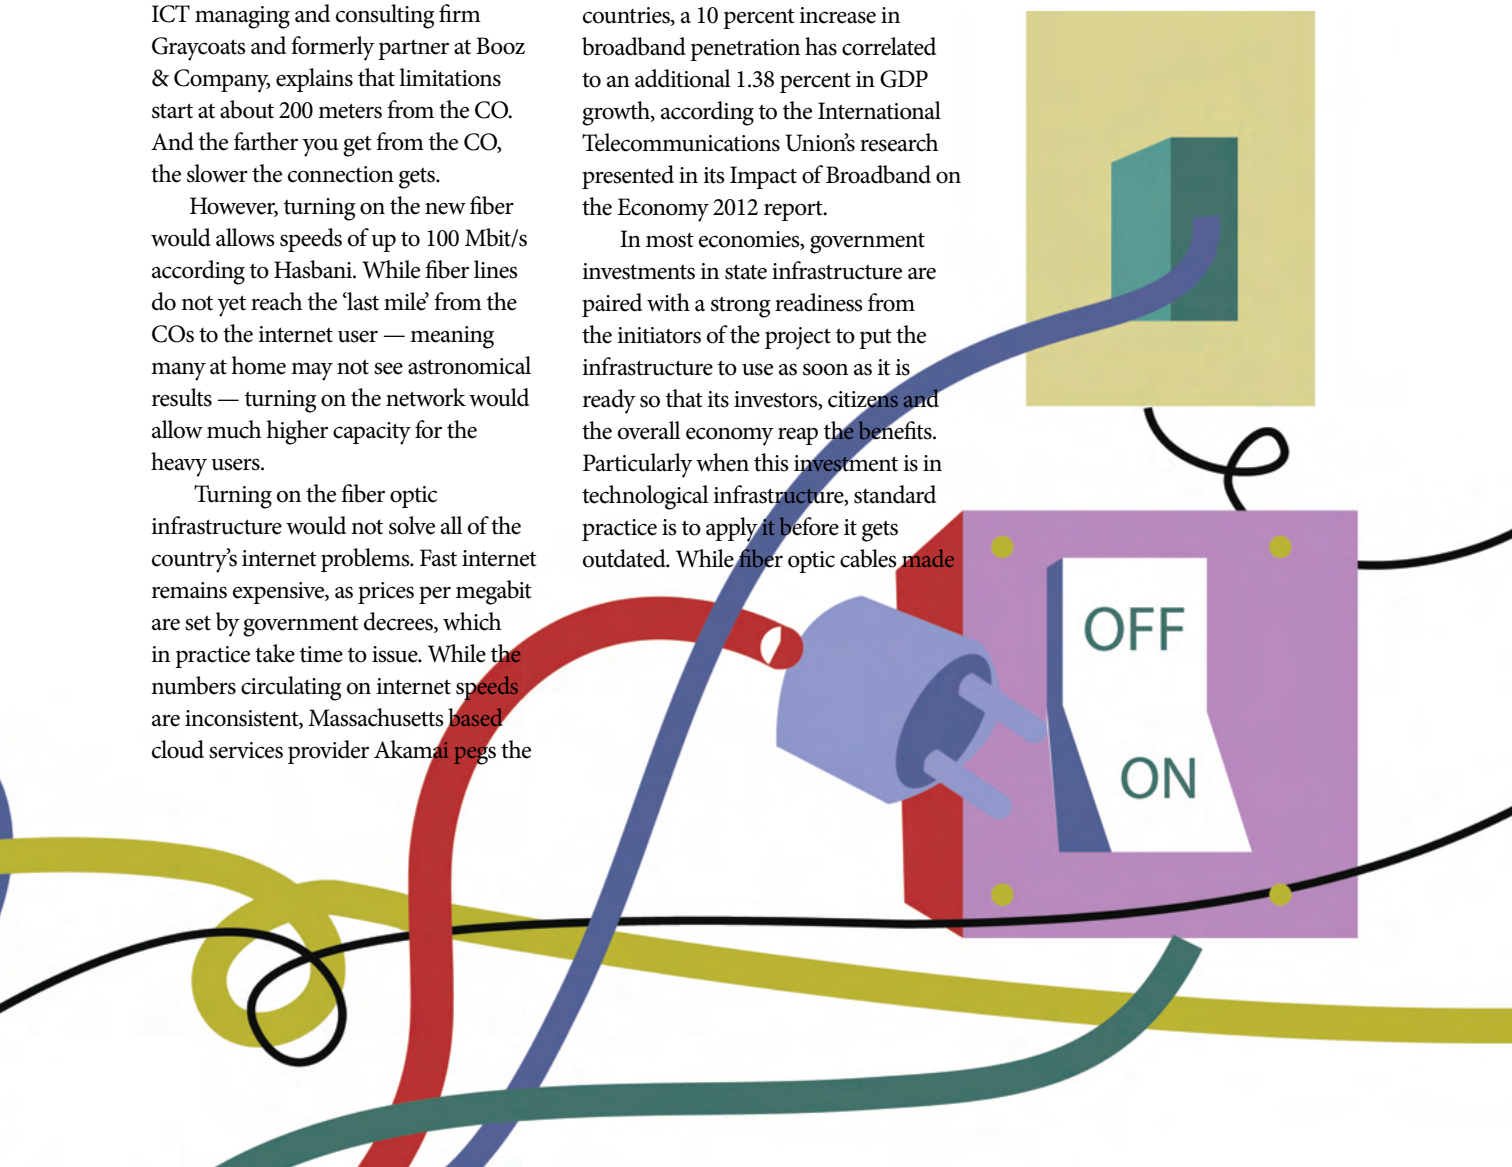 ICT managing and consulting firm
Graycoats and formerly partner at Booz
& Company, explains that limitations
start at about 200 meters from the CO.
And the farther you get from the CO,
the slower the connection gets.
However, turning on the new fiber
would allows speeds of up to 100 Mbit/s
according to Hasbani. While fiber lines
do not yet reach the ‘last mile’ from the
COs to the internet user — meaning
many at home may not see astronomical
results — turning on the network would
allow much higher capacity for the
heavy users.
Turning on the fiber optic
infrastructure would not solve all of the
country’s internet problems. Fast internet
remains expensive, as prices per megabit
are set by government decrees, which
in practice take time to issue. While the
numbers circulating on internet speeds
are inconsistent, Massachusetts based
cloud services provider Akamai pegs the
countries, a 10 percent increase in
broadband penetration has correlated
to an additional 1.38 percent in GDP
growth, according to the International
Telecommunications Union’s research
presented in its Impact of Broadband on
the Economy 2012 report.
In most economies, government
investments in state infrastructure are
paired with a strong readiness from
the initiators of the project to put the
infrastructure to use as soon as it is
ready so that its investors, citizens and
the overall economy reap the benefits.
Particularly when this investment is in
technological infrastructure, standard
practice is to apply it before it gets
outdated. While fiber optic cables made
OFF
ON